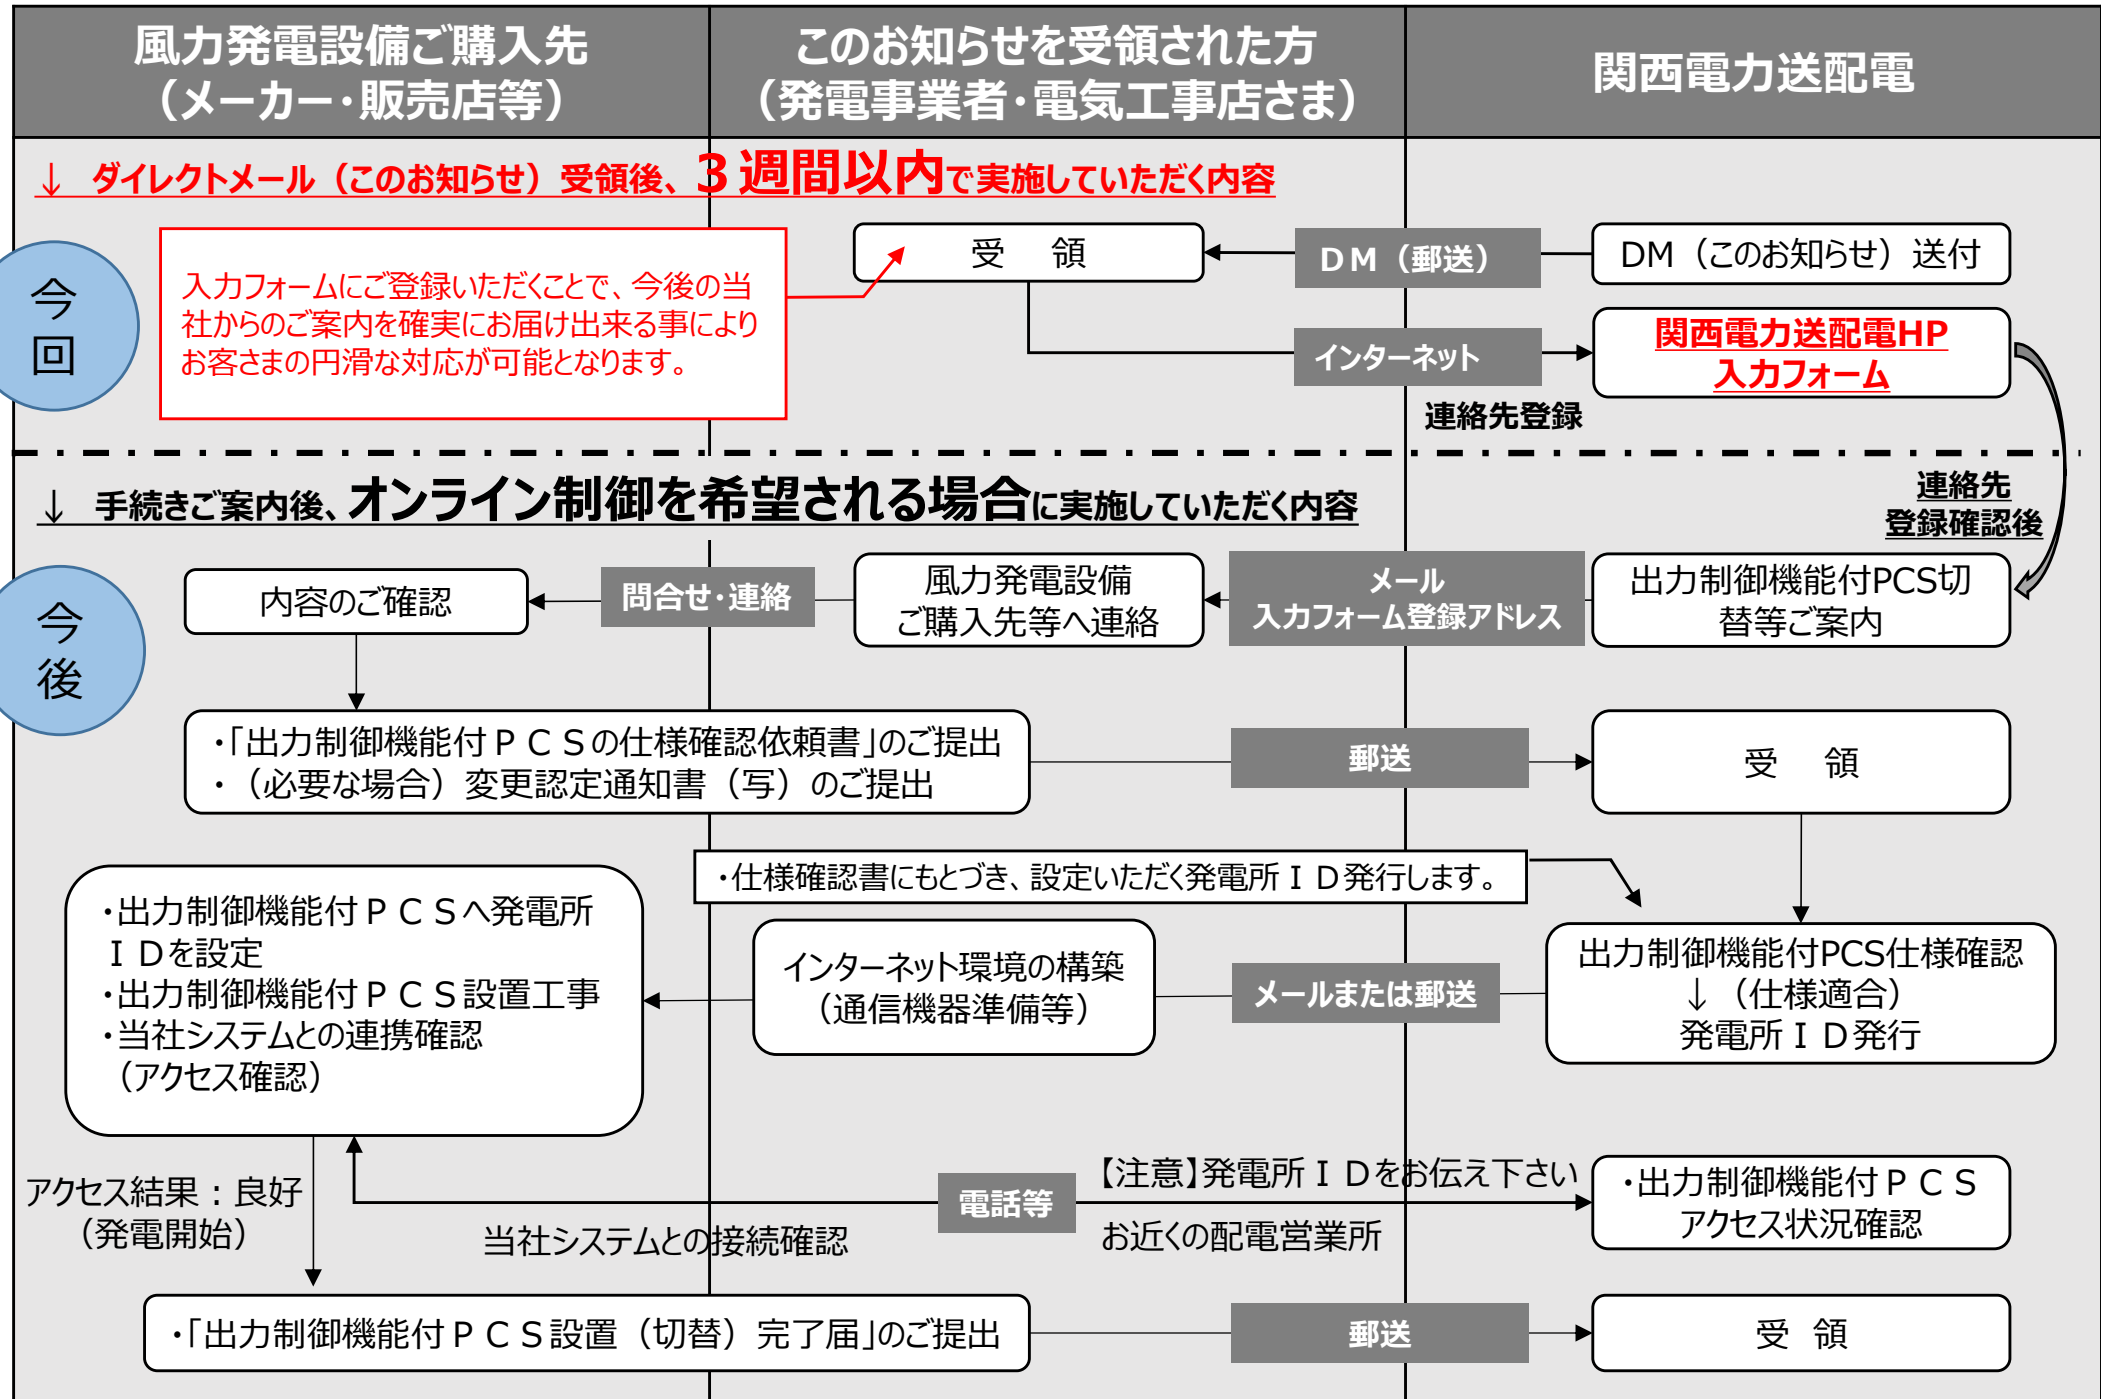 風力発電設備ご購入先
（メーカー・販売店等）
このお知らせを受領された方
（発電事業者・電気工事店さま）
関西電力送配電
↓　ダイレクトメール（このお知らせ）受領後、３週間以内で実施していただく内容
今
回
入力フォームにご登録いただくことで、今後の当
社からのご案内を確実にお届け出来る事により
お客さまの円滑な対応が可能となります。
受　領
ＤＭ（郵送）
DM（このお知らせ）送付
インターネット
関西電力送配電HP
入力フォーム
連絡先登録
↓　手続きご案内後、オンライン制御を希望される場合に実施していただく内容
連絡先
登録確認後
今
後
内容のご確認
問合せ・連絡
風力発電設備
ご購入先等へ連絡
メール
入力フォーム登録アドレス
出力制御機能付PCS切
替等ご案内
・「出力制御機能付ＰＣＳの仕様確認依頼書」のご提出
・（必要な場合）変更認定通知書（写）のご提出
郵送
受　領
・仕様確認書にもとづき、設定いただく発電所ＩＤ発行します。
・出力制御機能付ＰＣＳへ発電所
ＩＤを設定
・出力制御機能付ＰＣＳ設置工事
・当社システムとの連携確認
（アクセス確認）
インターネット環境の構築
（通信機器準備等）
メールまたは郵送
出力制御機能付PCS仕様確認
↓（仕様適合）
発電所ＩＤ発行
アクセス結果：良好
（発電開始）
当社システムとの接続確認
電話等
【注意】発電所ＩＤをお伝え下さい
お近くの配電営業所
・出力制御機能付ＰＣＳ
アクセス状況確認
・「出力制御機能付ＰＣＳ設置（切替）完了届」のご提出
郵送
受 領